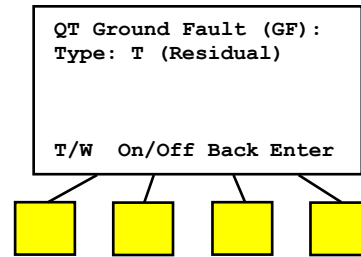 QT Ground Fault (GF):
Type: T (Residual)
T/W On/Off Back Enter